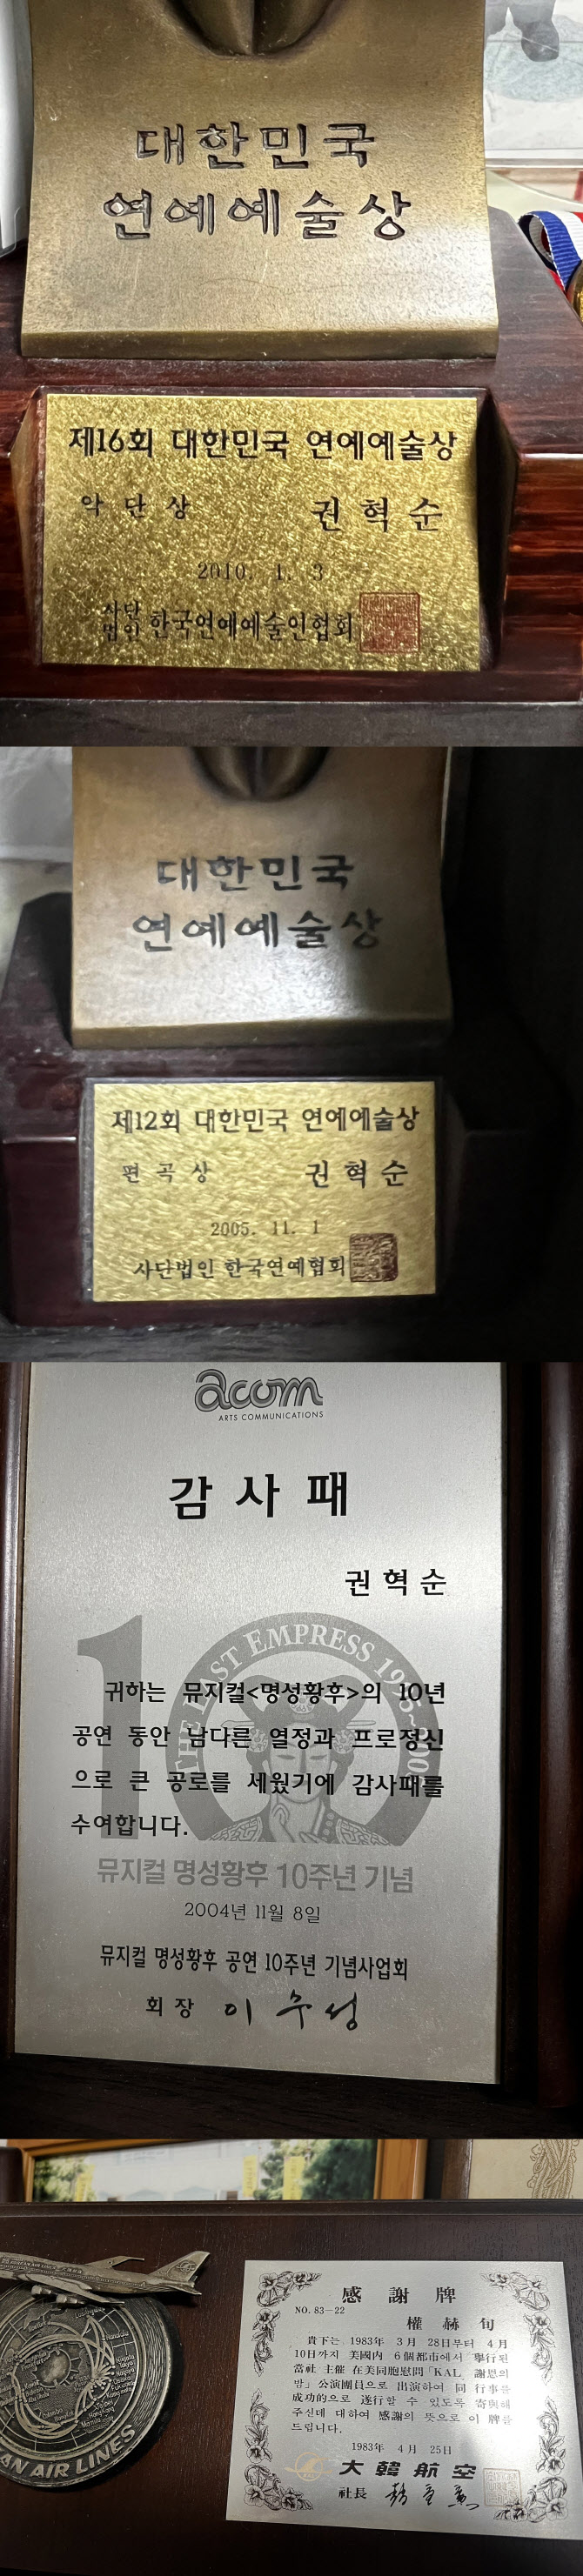 대한민국
연예예술상
제16회 대한민국 연예예술상
악 단 상 권 혁 순
2010. 1. 3
사단법인 한국연예예술인협회
대한민국
연예예술상
제12회 대한민국 연예예술상
편 곡 상 권 혁 순
2005. 11. 1
사단법인 한국연예협회
acom
ARTS COMMUNICATIONS
감 사 패
권 혁 순
10
THE LAST EMPRESS
귀하는 뮤지컬<명성황후>의 10년
공연 동안 남다른 열정과 프로정신
으로 큰 공로를 세웠기에 감사패를
수여합니다.
뮤지컬 명성황후 10주년 기념
2004년 11월 8일
뮤지컬 명성황후 공연 10주년 기념사업회
회 장 이 수 성
感 謝 牌
NO. 83-22
權 赫 旬
貴下는 1983年 3月 28日부터 4月
10日까지 美國內 6個都市에서 擧行된
當社 主催 在美同胞慰問「KAL 謝恩의
밤」公演團員으로 出演하여 同 行事를
成功的으로 遂行할 수 있도록 寄與해
주신데 대하여 感謝의 뜻으로 이 牌를
드립니다.
1983年 4月 25日
大 韓 航 空
社長
AN AIR LINES